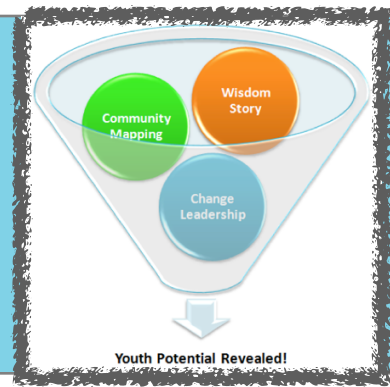 Wisdom
Story
Community
Mapping
Change
Leadership
Youth Potential Revealed!